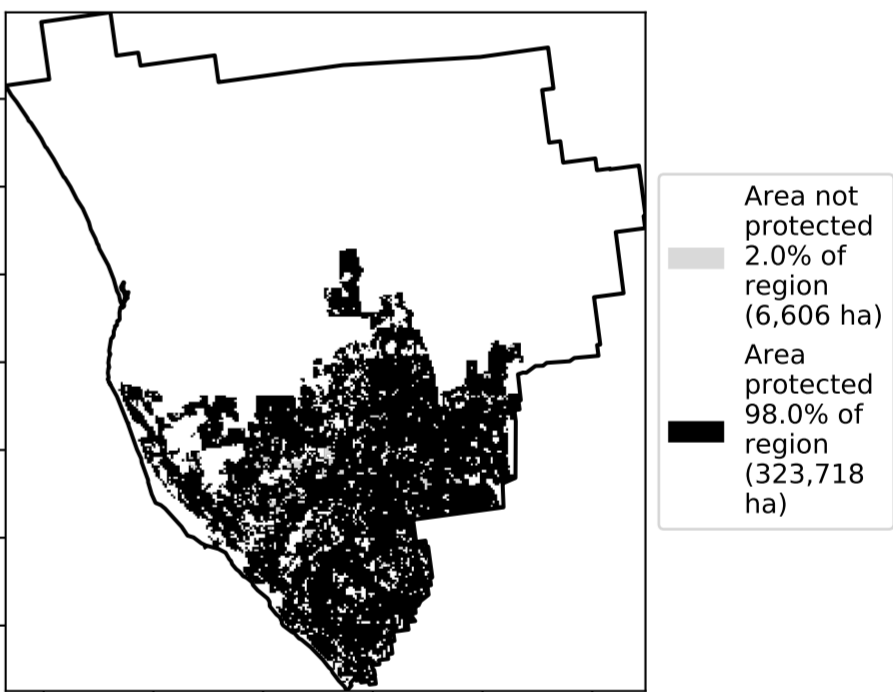 Area not
protected
2.0% of
region
(6,606 ha)
Area
protected
98.0% of
region
(323,718
ha)